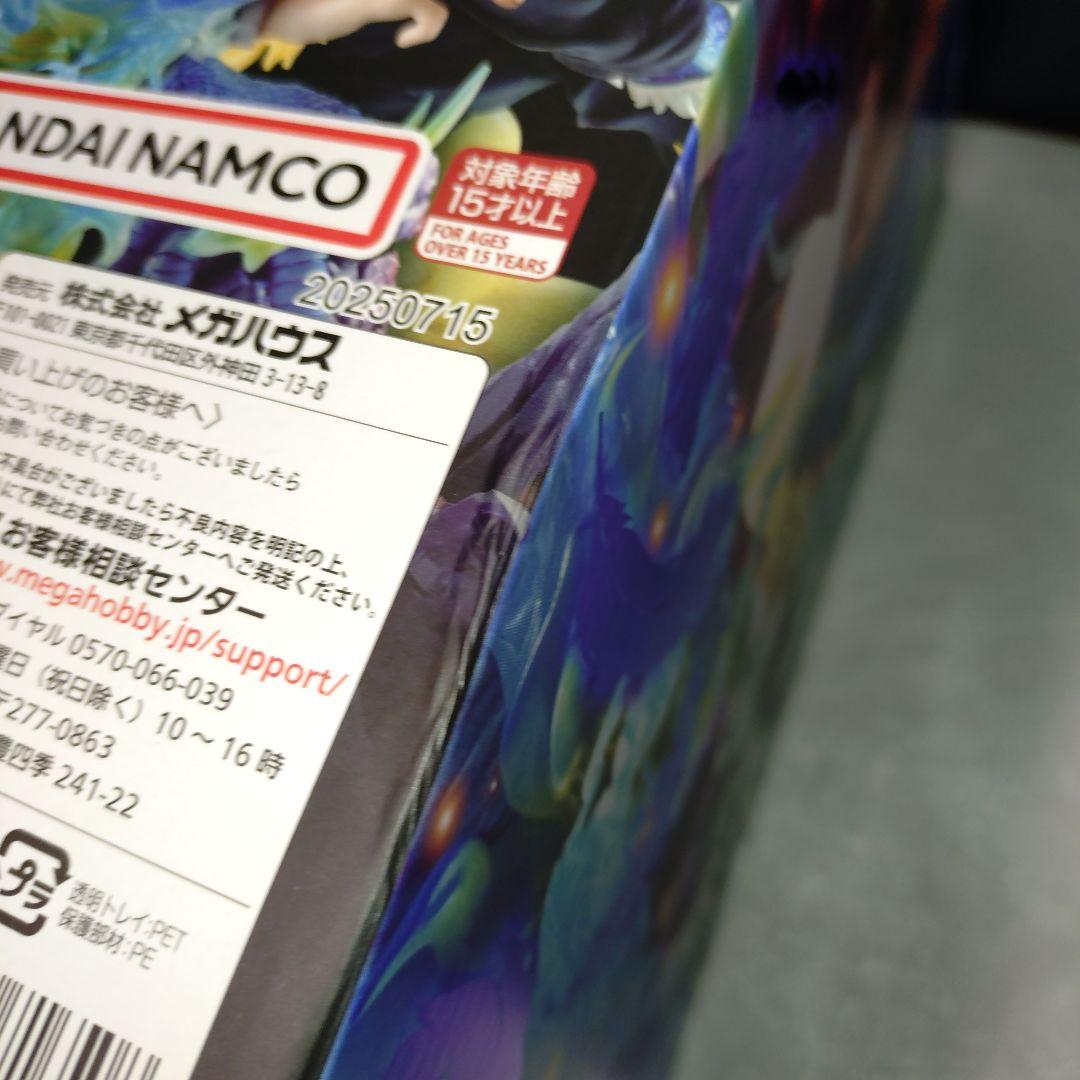 NDAI NAMCO
対象年齢
15才以上
FOR AGES
OVER 15 YEARS
20250715
発売元 株式会社 メガハウス
〒101-0021 東京都千代田区外神田 3-13-8
買い上げのお客様へ〉
についてお気づきの点がございましたら
お問い合わせください。
不具合がございましたら不良内容を明記の上、
にて弊社お客様相談センターへご発送ください。
お客様相談センター
.megahobby.jp/support/
ダイヤル 0570-066-039
曜日（祝日除く）10～16時
〒277-0863
四季 241-22
プラ
透明トレイ:PET
保護部材:PE